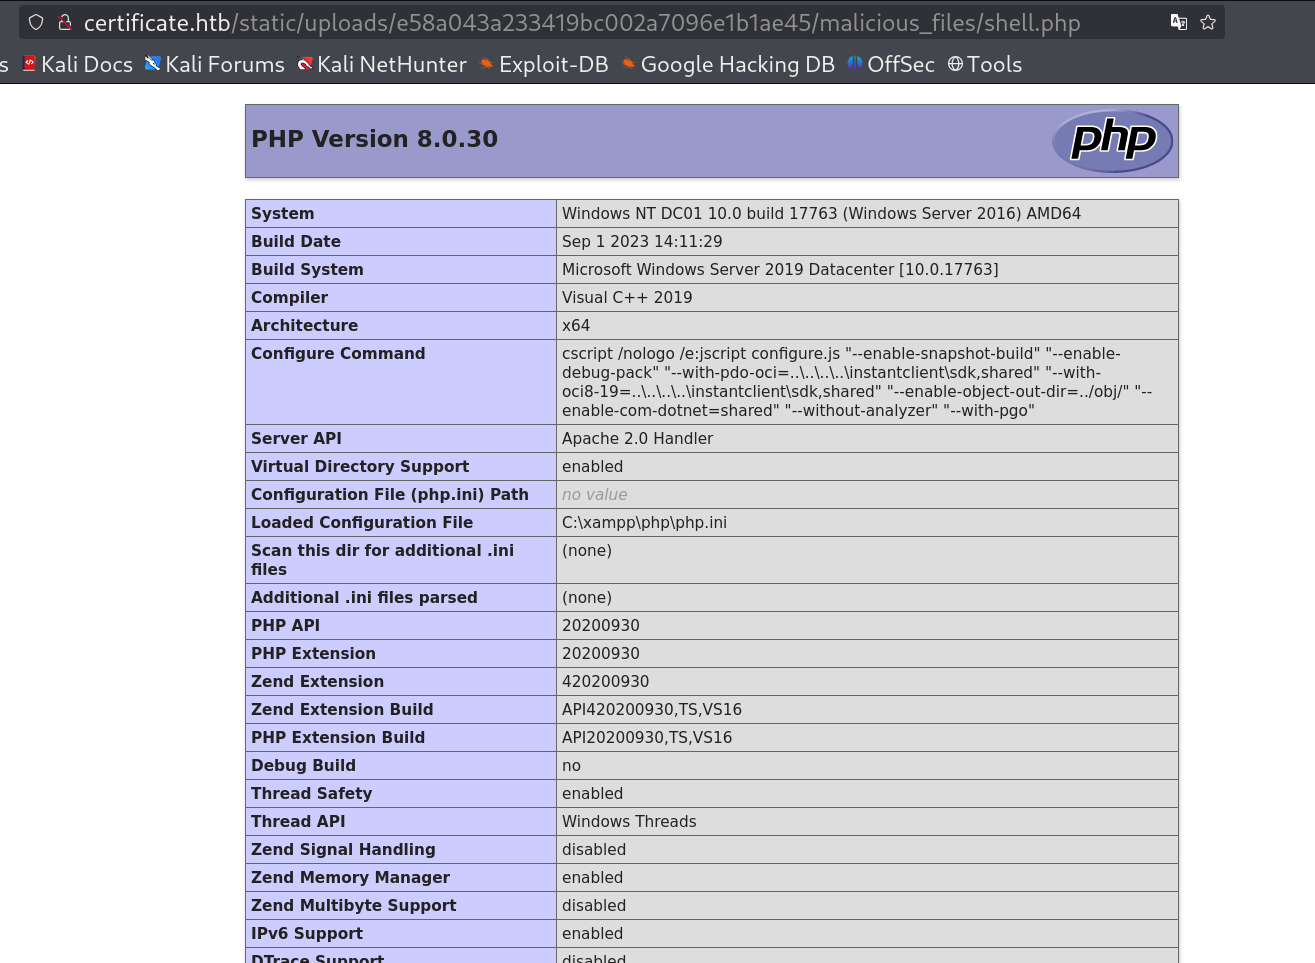 certificate.htb/static/uploads/e58a043a233419bc002a7096e1b1ae45/malicious_files/shell.php
s Kali Docs Kali Forums Kali NetHunter Exploit-DB Google Hacking DB OffSec Tools
PHP Version 8.0.30
php
System Windows NT DC01 10.0 build 17763 (Windows Server 2016) AMD64
Build Date Sep 1 2023 14:11:29
Build System Microsoft Windows Server 2019 Datacenter [10.0.17763]
Compiler Visual C++ 2019
Architecture x64
Configure Command cscript /nologo /e:jscript configure.js "--enable-snapshot-build" "--enable-
debug-pack" "--with-pdo-oci=..\..\..\..\instantclient\sdk,shared" "--with-
oci8-19=..\..\..\..\instantclient\sdk,shared" "--enable-object-out-dir=../obj/" "--
enable-com-dotnet=shared" "--without-analyzer" "--with-pgo"
Server API Apache 2.0 Handler
Virtual Directory Support enabled
Configuration File (php.ini) Path no value
Loaded Configuration File C:\xampp\php\php.ini
Scan this dir for additional .ini (none)
files
Additional .ini files parsed (none)
PHP API 20200930
PHP Extension 20200930
Zend Extension 420200930
Zend Extension Build API420200930,TS,VS16
PHP Extension Build API20200930,TS,VS16
Debug Build no
Thread Safety enabled
Thread API Windows Threads
Zend Signal Handling disabled
Zend Memory Manager enabled
Zend Multibyte Support disabled
IPv6 Support enabled
DTrace Support disabled